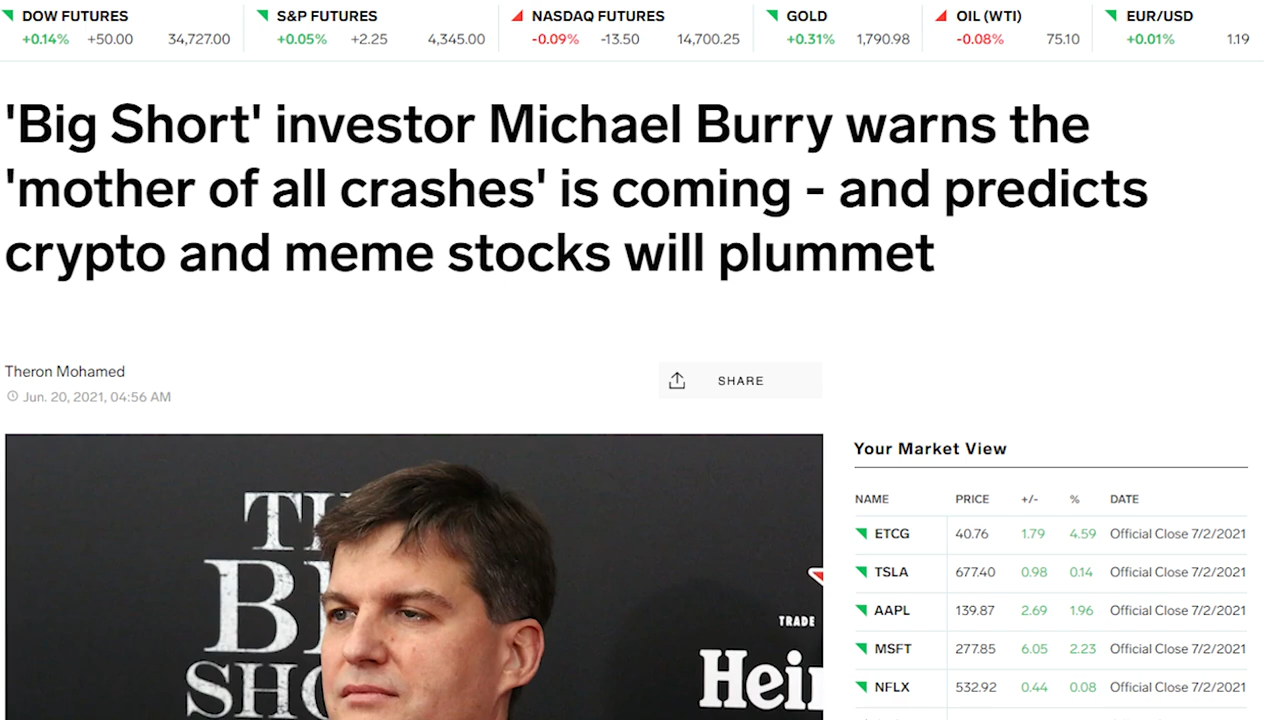 DOW FUTURES
+0.14% +50.00 34,727.00
S&P FUTURES
+0.05% +2.25 4,345.00
NASDAQ FUTURES
-0.09% -13.50 14,700.25
GOLD
+0.31% 1,790.98
OIL (WTI)
-0.08% 75.10
EUR/USD
+0.01% 1.19
'Big Short' investor Michael Burry warns the
'mother of all crashes' is coming - and predicts
crypto and meme stocks will plummet
Theron Mohamed
Jun. 20, 2021, 04:56 AM
SHARE
TH
BI
SHO
TRADE
Hein
Your Market View
NAME PRICE +/- % DATE
ETCG 40.76 1.79 4.59 Official Close 7/2/2021
TSLA 677.40 0.98 0.14 Official Close 7/2/2021
AAPL 139.87 2.69 1.96 Official Close 7/2/2021
MSFT 277.85 6.05 2.23 Official Close 7/2/2021
NFLX 532.92 0.44 0.08 Official Close 7/2/2021